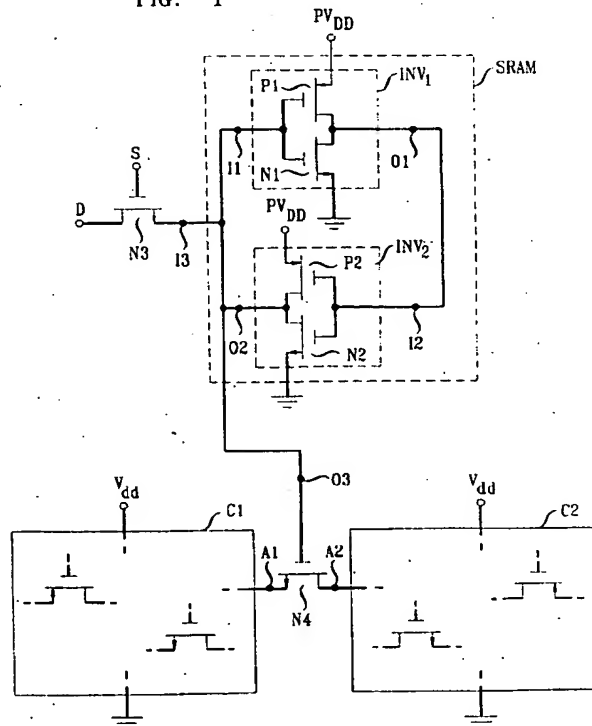 FIG. 1
PVDD
SRAM
INV1
P1
I1
O1
N1
S
D
N3
I3
PVDD
INV2
P2
O2
I2
N2
O3
Vdd
C1
Vdd
C2
A1
A2
N4